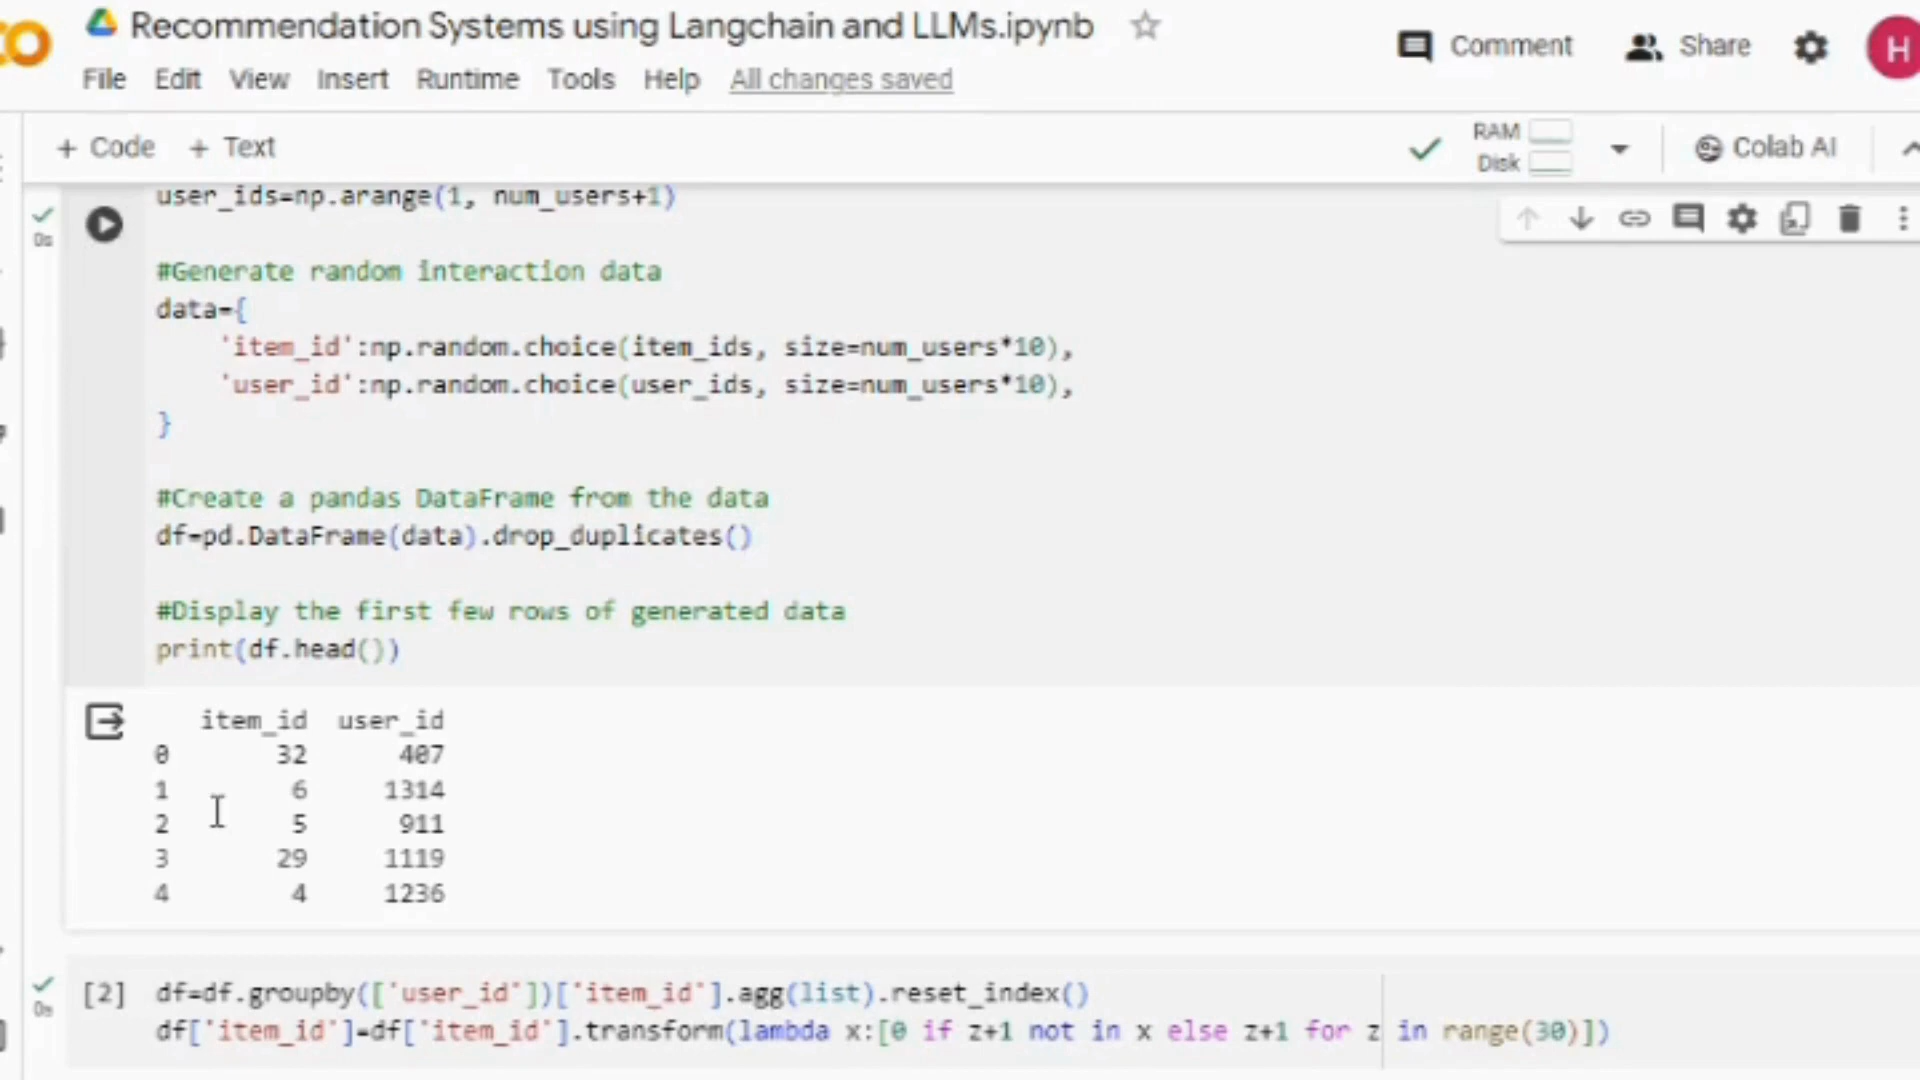 Recommendation Systems using Langchain and LLMs.ipynb
Comment Share H
File Edit View Insert Runtime Tools Help All changes saved
+ Code + Text
RAM
Disk
Colab AI
user_ids=np.arange(1, num_users+1)
0s
#Generate random interaction data
data={
'item_id':np.random.choice(item_ids, size=num_users*10),
'user_id':np.random.choice(user_ids, size=num_users*10),
}
#Create a pandas DataFrame from the data
df=pd.DataFrame(data).drop_duplicates()
#Display the first few rows of generated data
print(df.head())
item_id user_id
0 32 407
1 6 1314
2 5 911
3 29 1119
4 4 1236
[2] df=df.groupby(['user_id'])['item_id'].agg(list).reset_index()
0s
df['item_id']=df['item_id'].transform(lambda x:[0 if z+1 not in x else z+1 for z in range(30)])